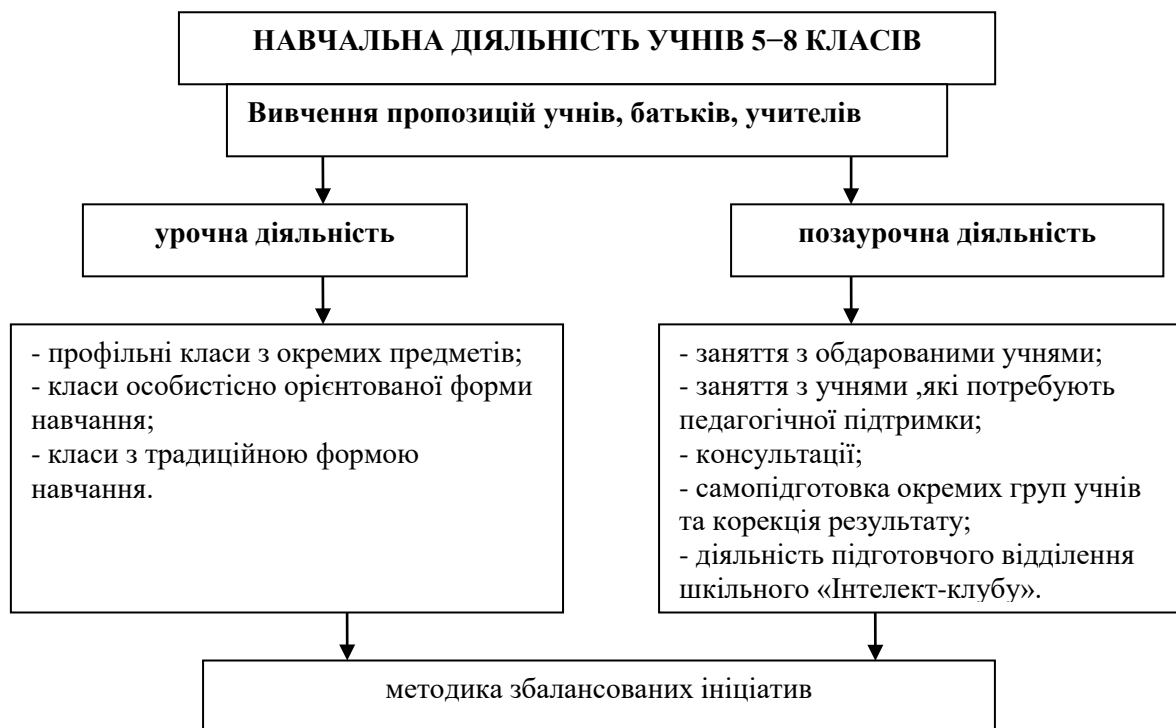 НАВЧАЛЬНА ДІЯЛЬНІСТЬ УЧНІВ 5−8 КЛАСІВ
Вивчення пропозицій учнів, батьків, учителів
урочна діяльність
позаурочна діяльність
- профільні класи з окремих предметів;
- класи особистісно орієнтованої форми
навчання;
- класи з традиційною формою
навчання.
- заняття з обдарованими учнями;
- заняття з учнями ,які потребують
педагогічної підтримки;
- консультації;
- самопідготовка окремих груп учнів
та корекція результату;
- діяльність підготовчого відділення
шкільного «Інтелект-клубу».
методика збалансованих ініціатив